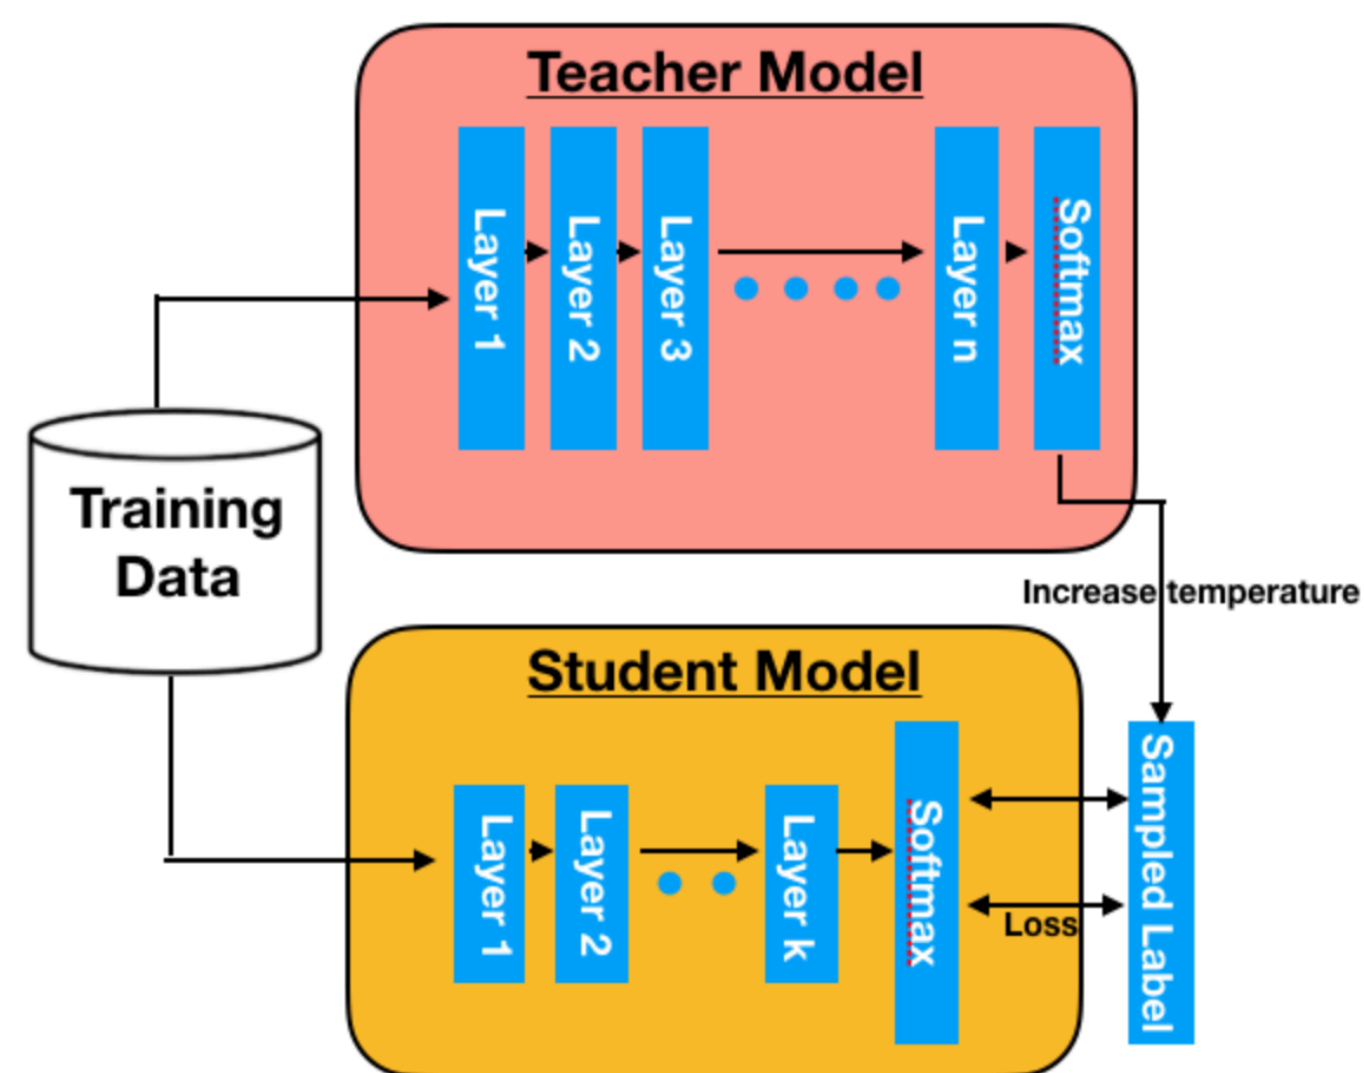 Teacher Model
Layer 1
Layer 2
Layer 3
Layer n
Softmax
Training
Data
Increase temperature
Student Model
Layer 1
Layer 2
Layer k
Softmax
Loss
Sampled Label